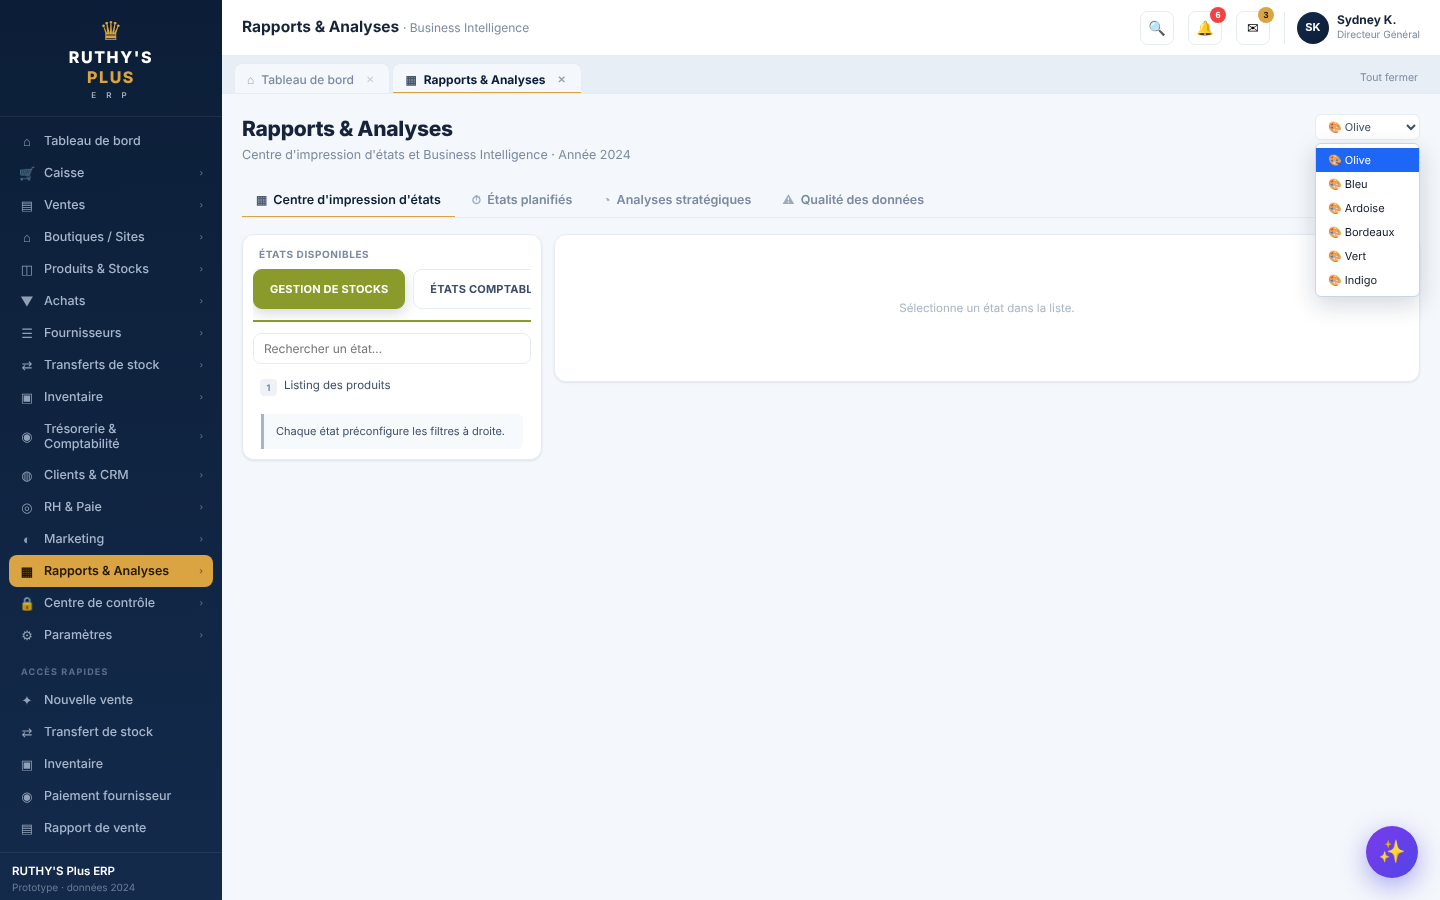 RUTHY'S
PLUS
ERP
Tableau de bord
Caisse
Ventes
Boutiques / Sites
Produits & Stocks
Achats
Fournisseurs
Transferts de stock
Inventaire
Trésorerie &
Comptabilité
Clients & CRM
RH & Paie
Marketing
Rapports & Analyses
Centre de contrôle
Paramètres
ACCÈS RAPIDES
Nouvelle vente
Transfert de stock
Inventaire
Paiement fournisseur
Rapport de vente
RUTHY'S Plus ERP
Prototype · données 2024
Rapports & Analyses · Business Intelligence
6
3
SK
Sydney K.
Directeur Général
Tableau de bord ×
Rapports & Analyses ×
Tout fermer
Rapports & Analyses
Centre d'impression d'états et Business Intelligence · Année 2024
Olive
Olive
Bleu
Ardoise
Bordeaux
Vert
Indigo
Centre d'impression d'états
États planifiés
Analyses stratégiques
Qualité des données
ÉTATS DISPONIBLES
GESTION DE STOCKS
ÉTATS COMPTABL
Rechercher un état...
1 Listing des produits
Chaque état préconfigure les filtres à droite.
Sélectionne un état dans la liste.